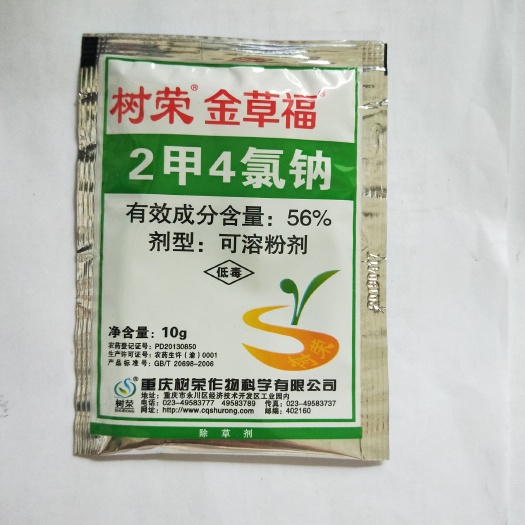 树荣® 金草福
2甲4氯钠
有效成分含量：56%
剂型：可溶粉剂
低毒
净含量：10g
农药登记证号：PD20130850
生产许可证号：农药生许（渝）0001
产品标准号：GB/T 20698-2006
树荣
重庆树荣作物科学有限公司
地址：重庆市永川区经济技术开发区工业园内
电话：023-49583777 49583789 传真：023-49583737
网址：http://www.cqshurong.com 邮编：402160
树荣
除草剂